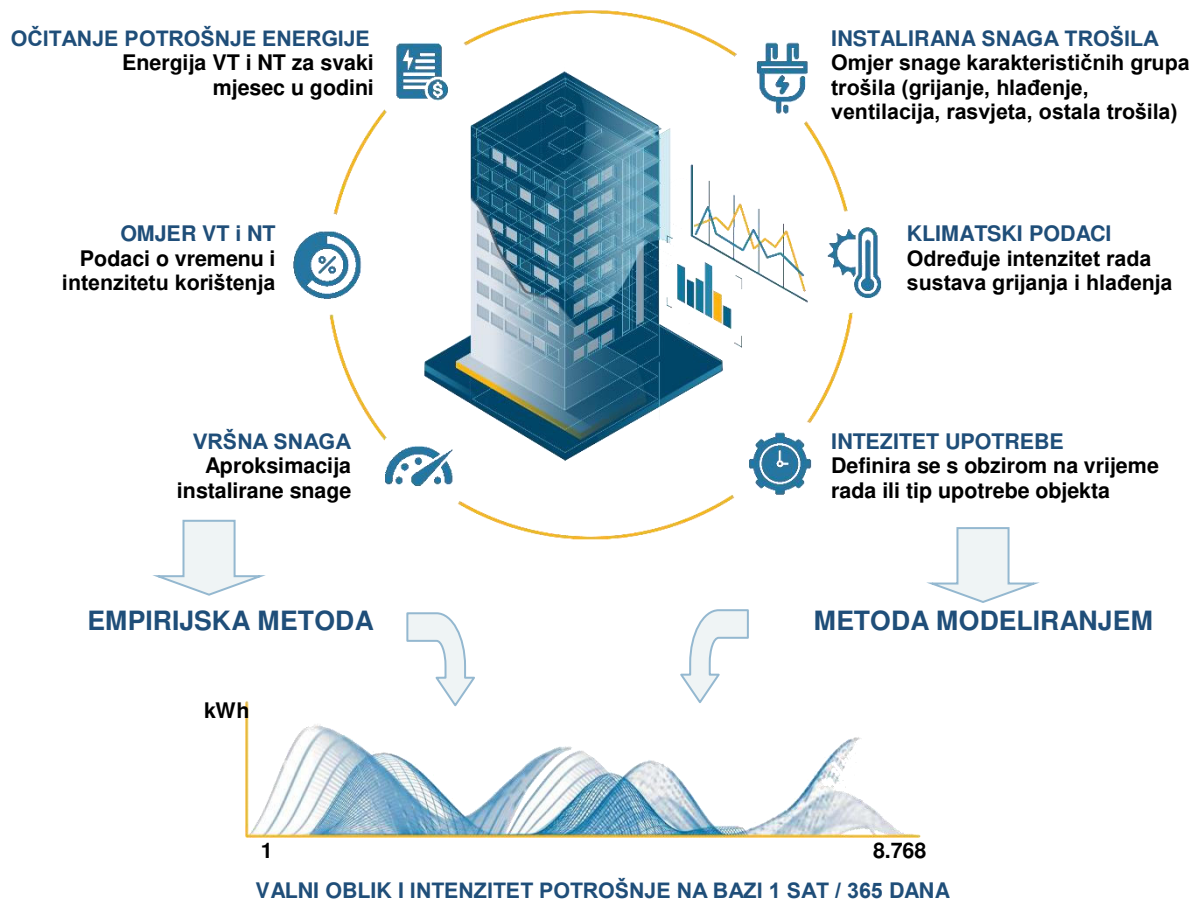 OČITANJE POTROŠNJE ENERGIJE
Energija VT i NT za svaki
mjesec u godini
$
INSTALIRANA SNAGA TROŠILA
Omjer snage karakterističnih grupa
trošila (grijanje, hlađenje,
ventilacija, rasvjeta, ostala trošila)
OMJER VT i NT
Podaci o vremenu i
intenzitetu korištenja
%
KLIMATSKI PODACI
Određuje intenzitet rada
sustava grijanja i hlađenja
VRŠNA SNAGA
Aproksimacija
instalirane snage
INTEZITET UPOTREBE
Definira se s obzirom na vrijeme
rada ili tip upotrebe objekta
EMPIRIJSKA METODA
METODA MODELIRANJEM
kWh
1
8.768
VALNI OBLIK I INTENZITET POTROŠNJE NA BAZI 1 SAT / 365 DANA